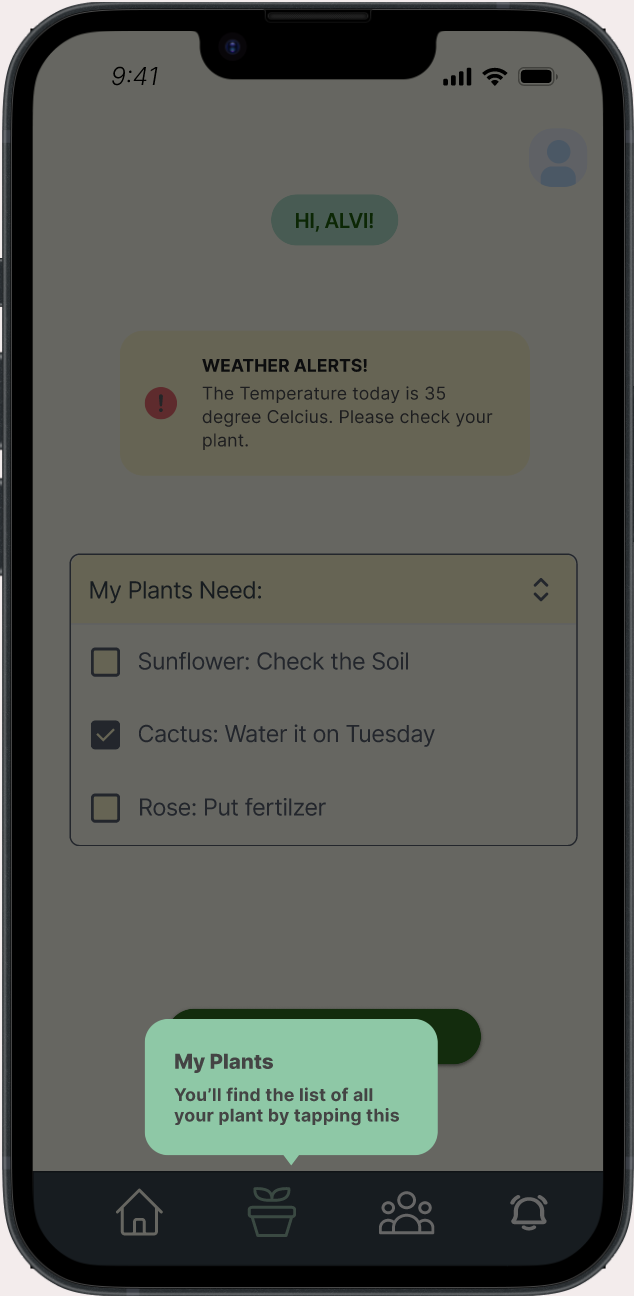 9:41
HI, ALVI!
WEATHER ALERTS!
The Temperature today is 35
degree Celcius. Please check your
plant.
My Plants Need:
Sunflower: Check the Soil
Cactus: Water it on Tuesday
Rose: Put fertilzer
My Plants
You’ll find the list of all
your plant by tapping this